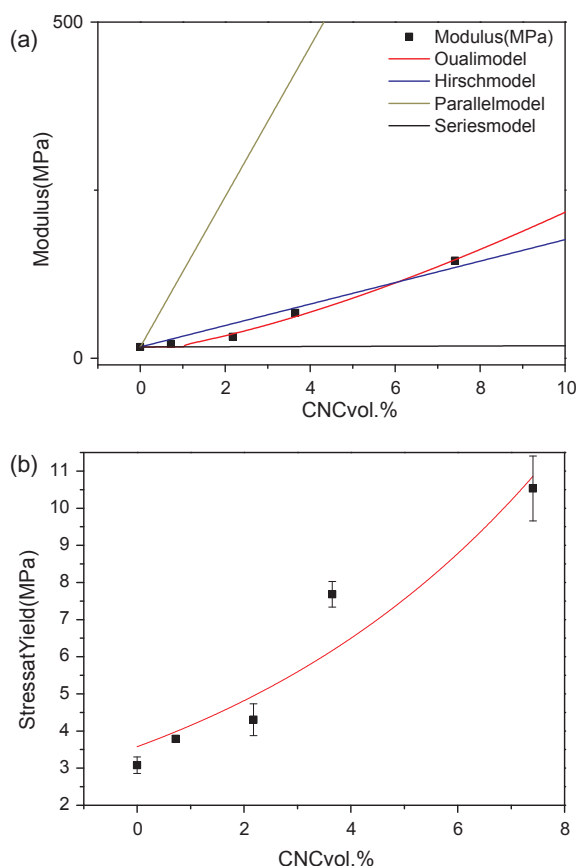 (a)
500
Modulus(MPa)
Oualimodel
Hirschmodel
Parallelmodel
Seriesmodel
Modulus(MPa)
0
0 2 4 6 8 10
CNCvol.%
(b)
11
10
9
8
7
6
5
4
3
2
StressatYield(MPa)
0 2 4 6 8
CNCvol.%